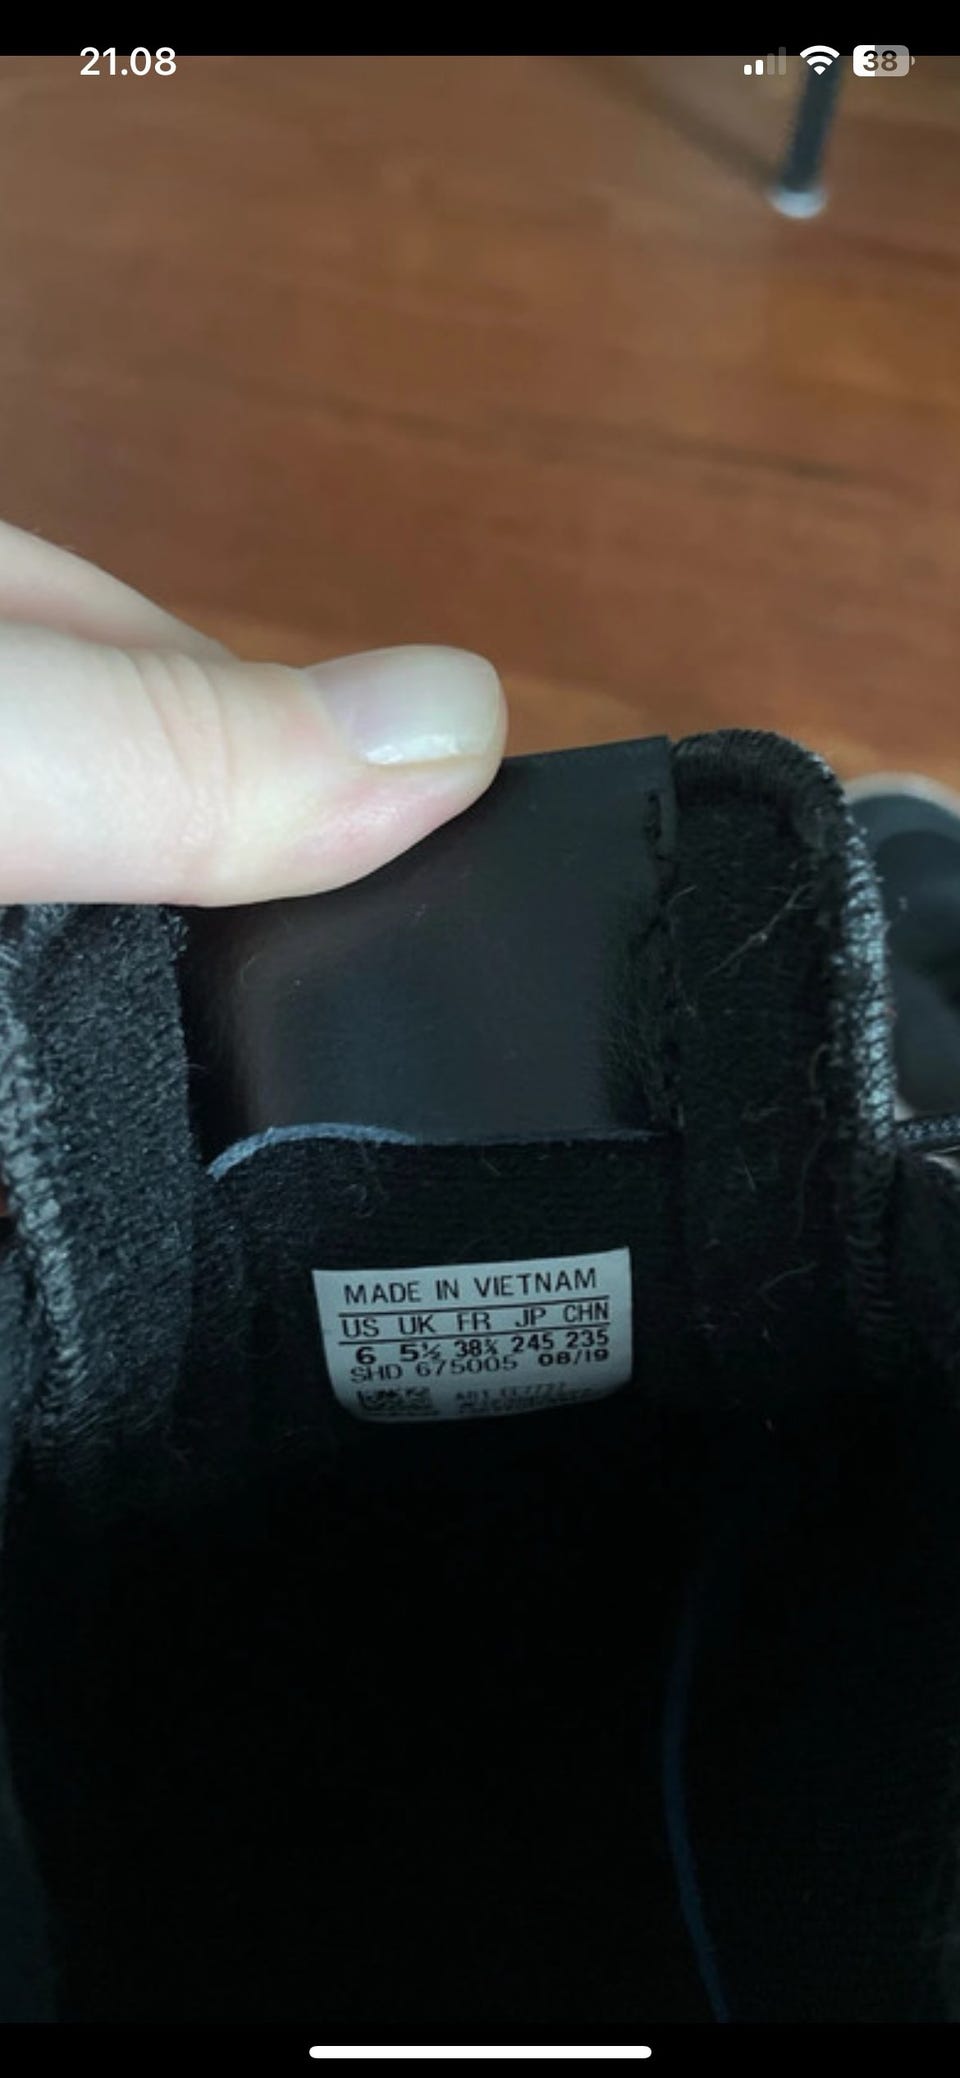 21.08
38
MADE IN VIETNAM
US UK FR JP CHN
6 5½ 38⅔ 245 235
SHD 675005 08/19